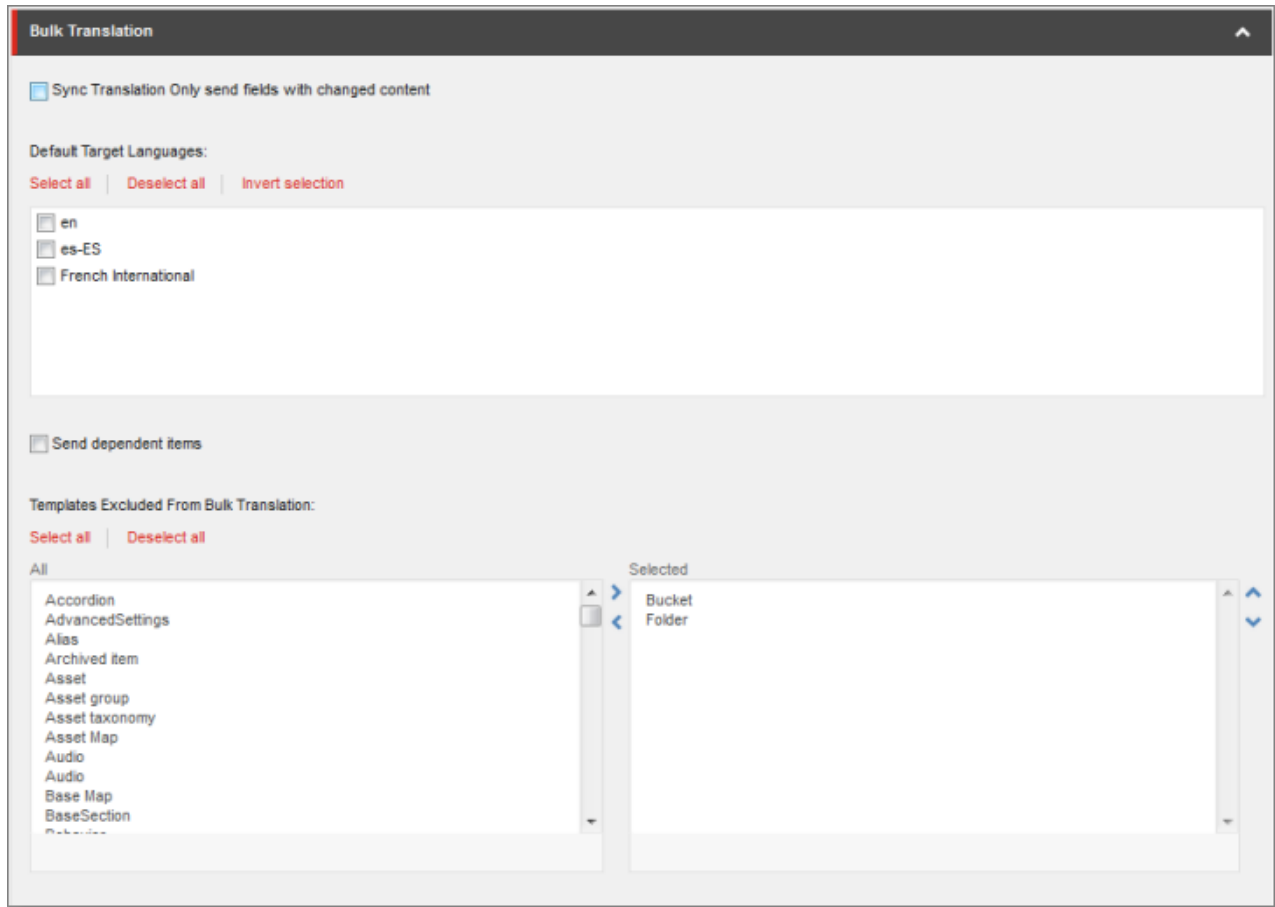 Bulk Translation
Sync Translation Only send fields with changed content
Default Target Languages:
Select all | Deselect all | Invert selection
en
es-ES
French International
Send dependent items
Templates Excluded From Bulk Translation:
Select all | Deselect all
All
Accordion
AdvancedSettings
Alias
Archived item
Asset
Asset group
Asset taxonomy
Asset Map
Audio
Audio
Base Map
BaseSection
Selected
Bucket
Folder